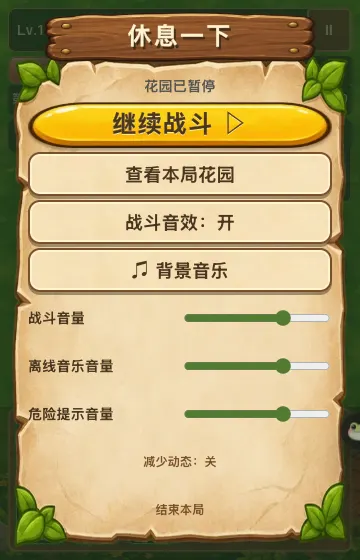 Lv.1
休息一下
II
花园已暂停
继续战斗 ▷
查看本局花园
战斗音效：开
♫ 背景音乐
战斗音量
离线音乐音量
危险提示音量
减少动态：关
结束本局